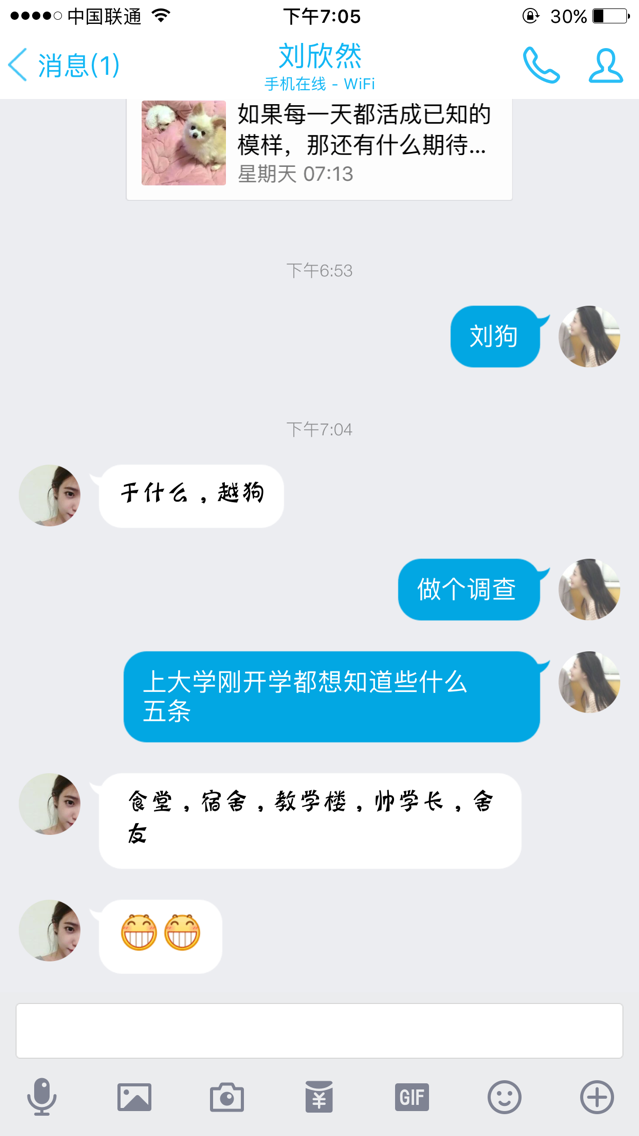 中国联通 下午7:05 30%
消息(1) 刘欣然
手机在线 - WiFi
如果每一天都活成已知的
模样，那还有什么期待...
星期天 07:13
下午6:53
刘狗
下午7:04
干什么，越狗
做个调查
上大学刚开学都想知道些什么
五条
食堂，宿舍，教学楼，帅学长，舍
友
¥ GIF